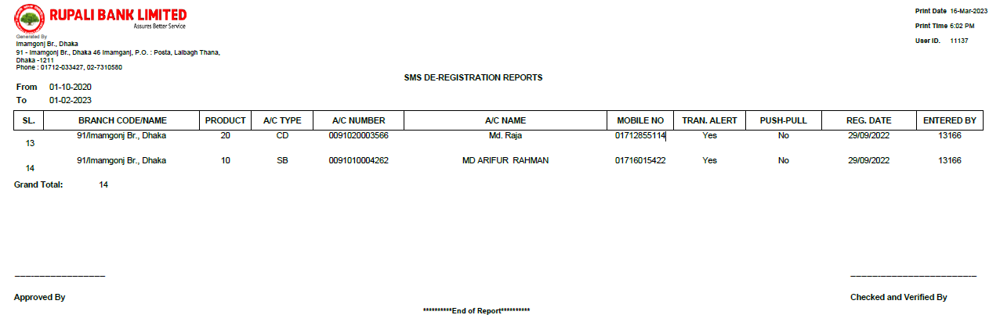 RUPALI BANK LIMITED
Assures Better Service
Print Date 16-Mar-2023
Print Time 6:02 PM
User ID. 11137
Generated By
Imamgonj Br., Dhaka
91 - Imamgonj Br., Dhaka 46 Imamganj, P.O. : Posta, Lalbagh Thana,
Dhaka -1211
Phone : 01712-033427, 02-7310580
SMS DE-REGISTRATION REPORTS
From 01-10-2020
To 01-02-2023
SL. BRANCH CODE/NAME PRODUCT A/C TYPE A/C NUMBER A/C NAME MOBILE NO TRAN. ALERT PUSH-PULL REG. DATE ENTERED BY
13 91/Imamgonj Br., Dhaka 20 CD 0091020003566 Md. Raja 01712855114 Yes No 29/09/2022 13166
14 91/Imamgonj Br., Dhaka 10 SB 0091010004262 MD ARIFUR RAHMAN 01716015422 Yes No 29/09/2022 13166
Grand Total: 14
Approved By Checked and Verified By
**********End of Report**********